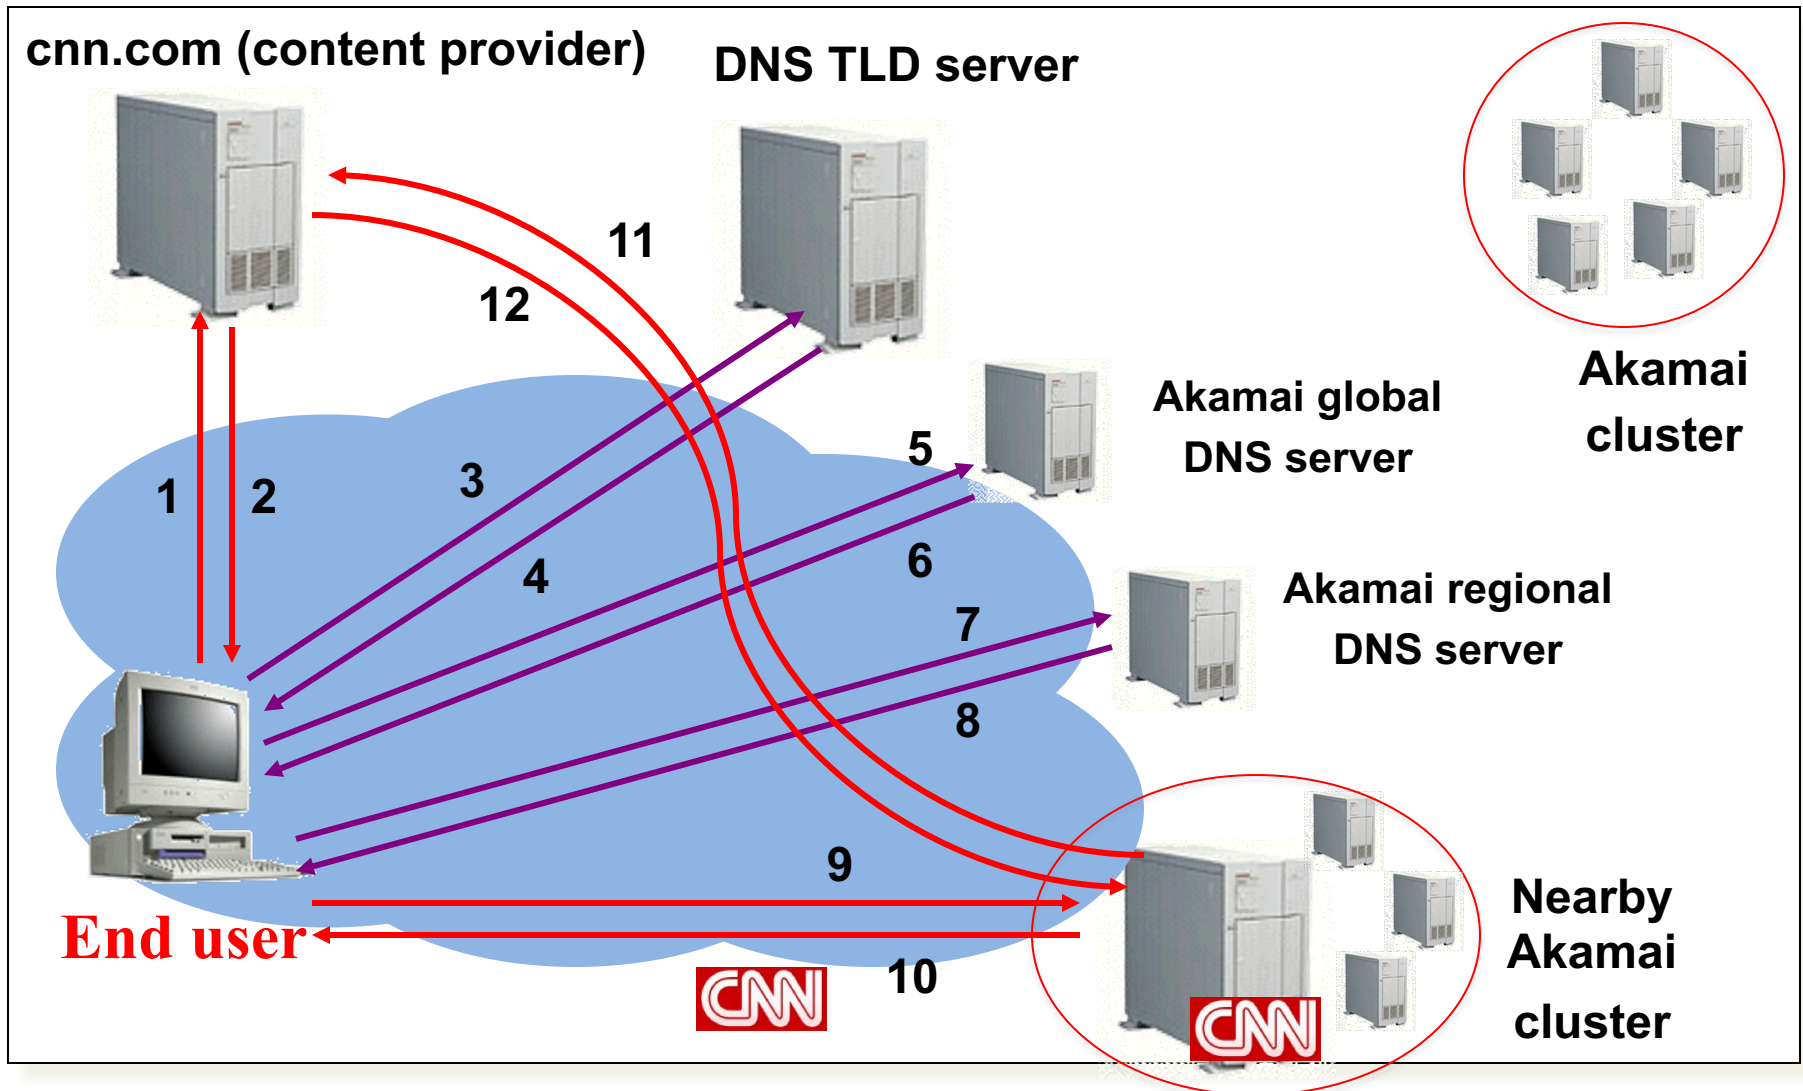 cnn.com (content provider)
DNS TLD server
11
12
Akamai
cluster
Akamai global
DNS server
5
3
1
2
6
4
Akamai regional
DNS server
7
8
9
End user
10
CNN
CNN
Nearby
Akamai
cluster